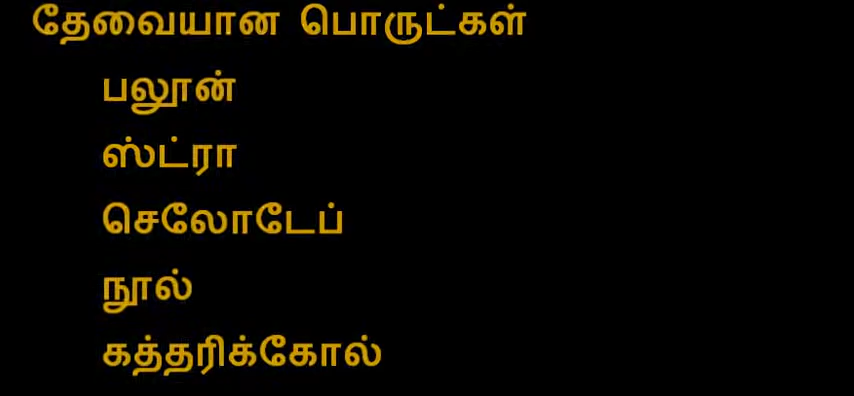 தேவையான பொருட்கள்
பலூன்
ஸ்ட்ரா
செலோடேப்
நூல்
கத்தரிக்கோல்